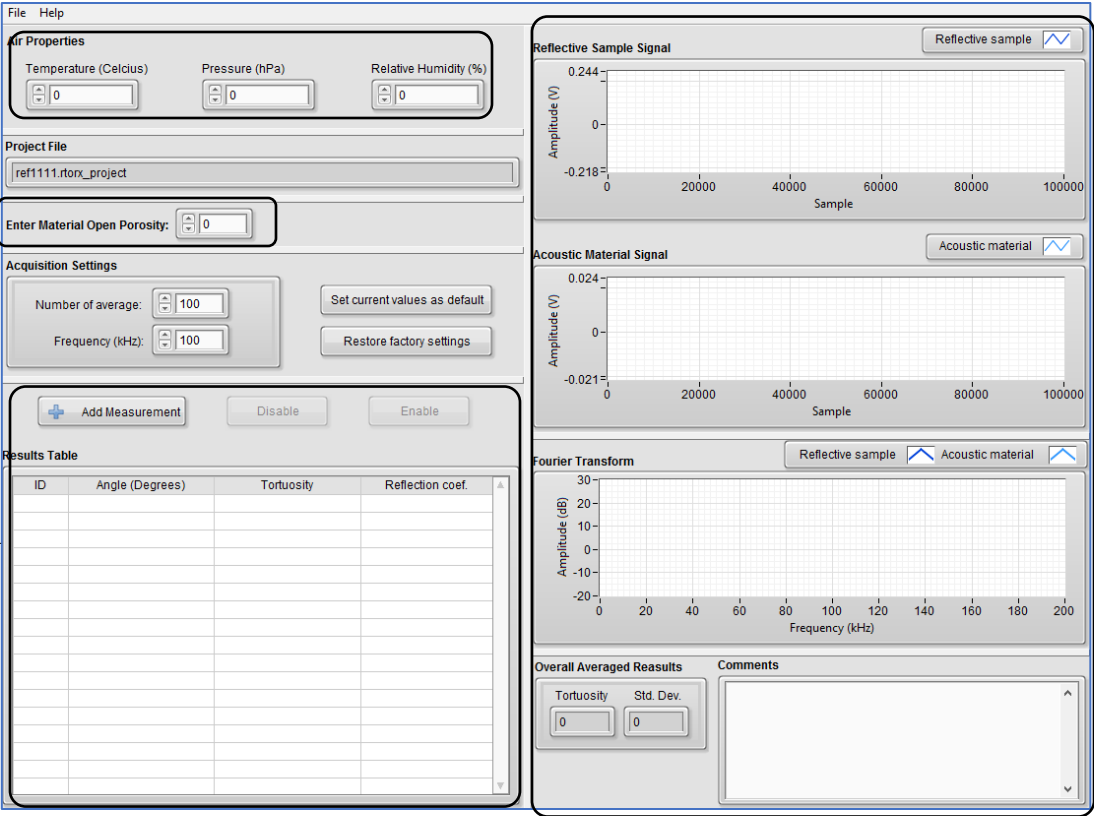 File Help
Air Properties
Temperature (Celcius) Pressure (hPa) Relative Humidity (%)
0 0 0
Project File
ref1111.rtorx_project
Enter Material Open Porosity: 0
Acquisition Settings
Number of average: 100
Frequency (kHz): 100
Set current values as default
Restore factory settings
Add Measurement Disable Enable
Results Table
ID Angle (Degrees) Tortuosity Reflection coef.
Reflective Sample Signal
Reflective sample
Amplitude (V)
0.244
0
-0.218
0 20000 40000 60000 80000 100000
Sample
Acoustic Material Signal
Acoustic material
Amplitude (V)
0.024
0
-0.021
0 20000 40000 60000 80000 100000
Sample
Fourier Transform
Reflective sample Acoustic material
Amplitude (dB)
30
20
10
0
-10
-20
0 20 40 60 80 100 120 140 160 180 200
Frequency (kHz)
Overall Averaged Reasults
Tortuosity Std. Dev.
0 0
Comments